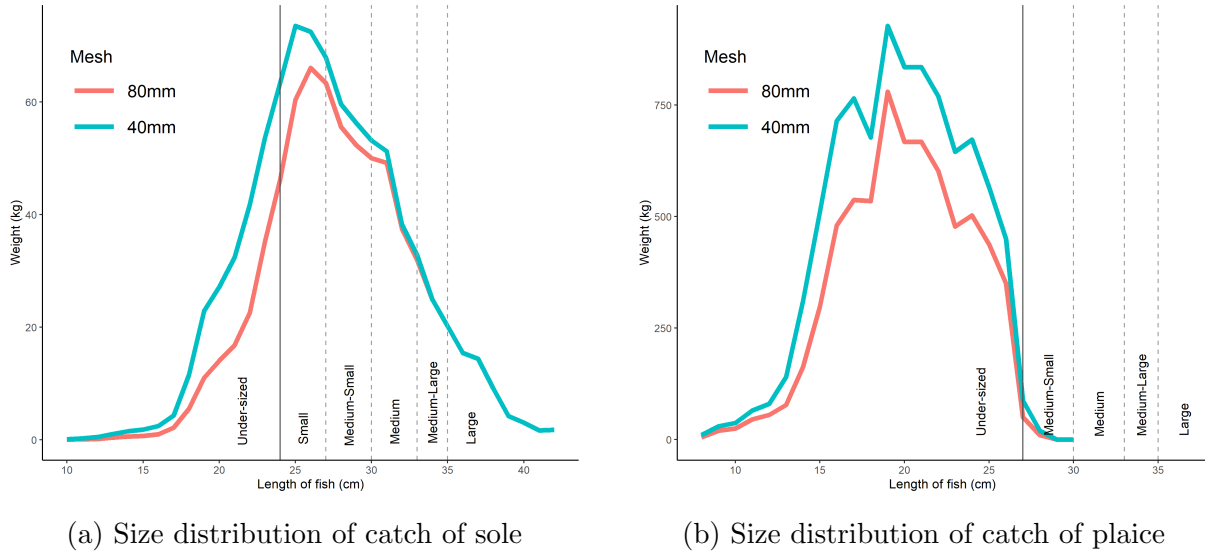 Mesh
80mm
40mm
60
40
20
0
Weight (kg)
Under-sized
Small
Medium-Small
Medium
Medium-Large
Large
10 15 20 25 30 35 40
Length of fish (cm)
(a) Size distribution of catch of sole
Mesh
80mm
40mm
750
500
250
0
Weight (kg)
Under-sized
Medium-Small
Medium
Medium-Large
Large
10 15 20 25 30 35
Length of fish (cm)
(b) Size distribution of catch of plaice